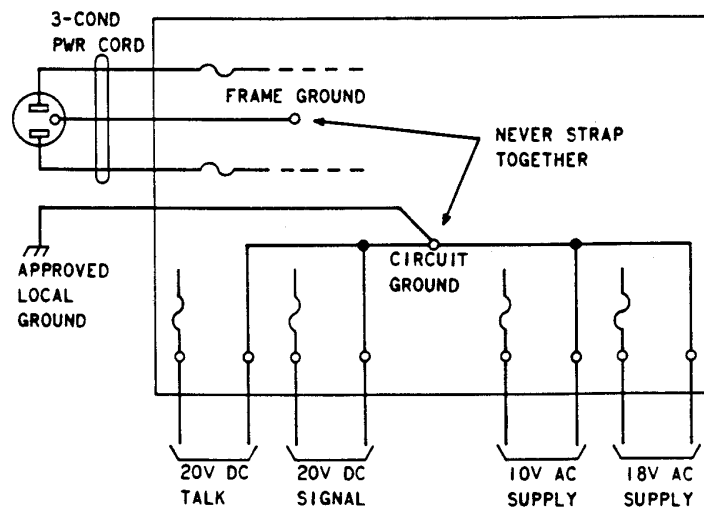 3-COND
PWR CORD
FRAME GROUND
NEVER STRAP
TOGETHER
APPROVED
LOCAL
GROUND
CIRCUIT
GROUND
20V DC
TALK
20V DC
SIGNAL
10V AC
SUPPLY
18V AC
SUPPLY